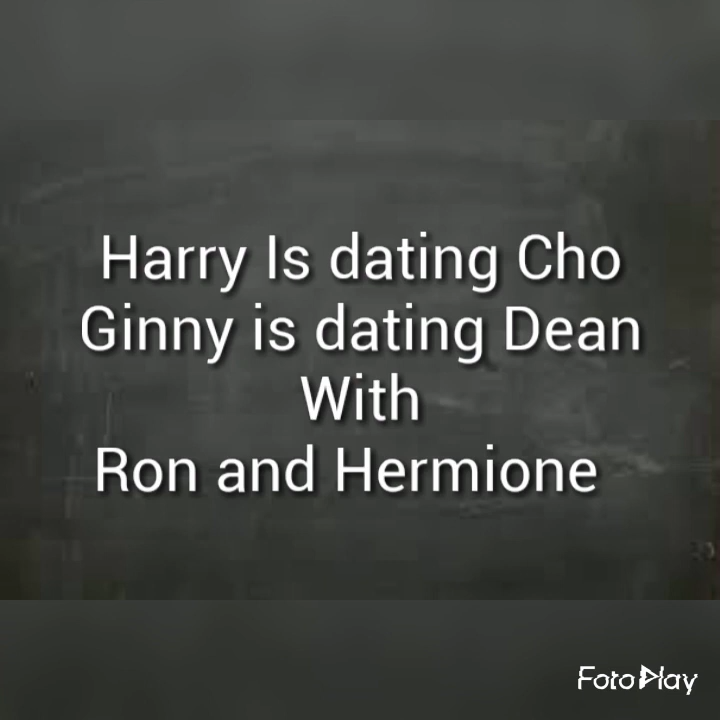 Harry Is dating Cho
Ginny is dating Dean
With
Ron and Hermione
FotoPlay